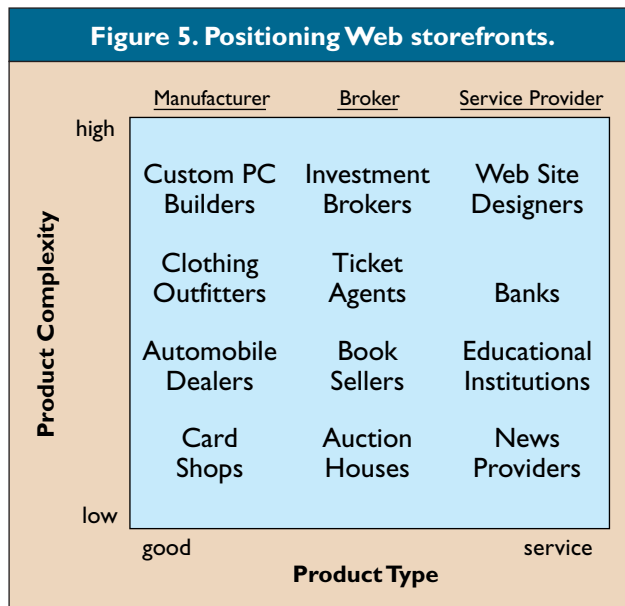 Figure 5. Positioning Web storefronts.
Manufacturer Broker Service Provider
high
Custom PC Investment Web Site
Builders Brokers Designers
Clothing Ticket
Outfitters Agents Banks
Automobile Book Educational
Dealers Sellers Institutions
Card Auction News
Shops Houses Providers
low
Product Complexity
good service
Product Type